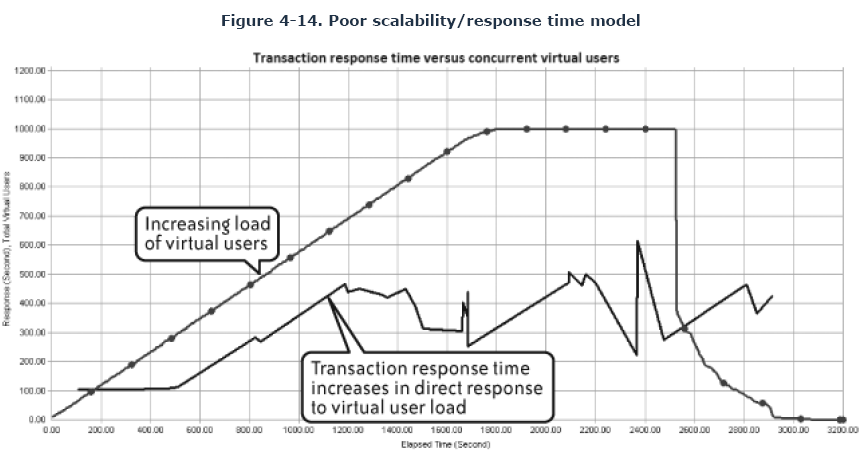 Figure 4-14. Poor scalability/response time model
Transaction response time versus concurrent virtual users
Response (Second), Total Virtual Users
1200.00
1100.00
1000.00
900.00
800.00
700.00
600.00
500.00
400.00
300.00
200.00
100.00
0.00
Increasing load
of virtual users
Transaction response time
increases in direct response
to virtual user load
0.00 200.00 400.00 600.00 800.00 1000.00 1200.00 1400.00 1600.00 1800.00 2000.00 2200.00 2400.00 2600.00 2800.00 3000.00 3200.00
Elapsed Time (Second)